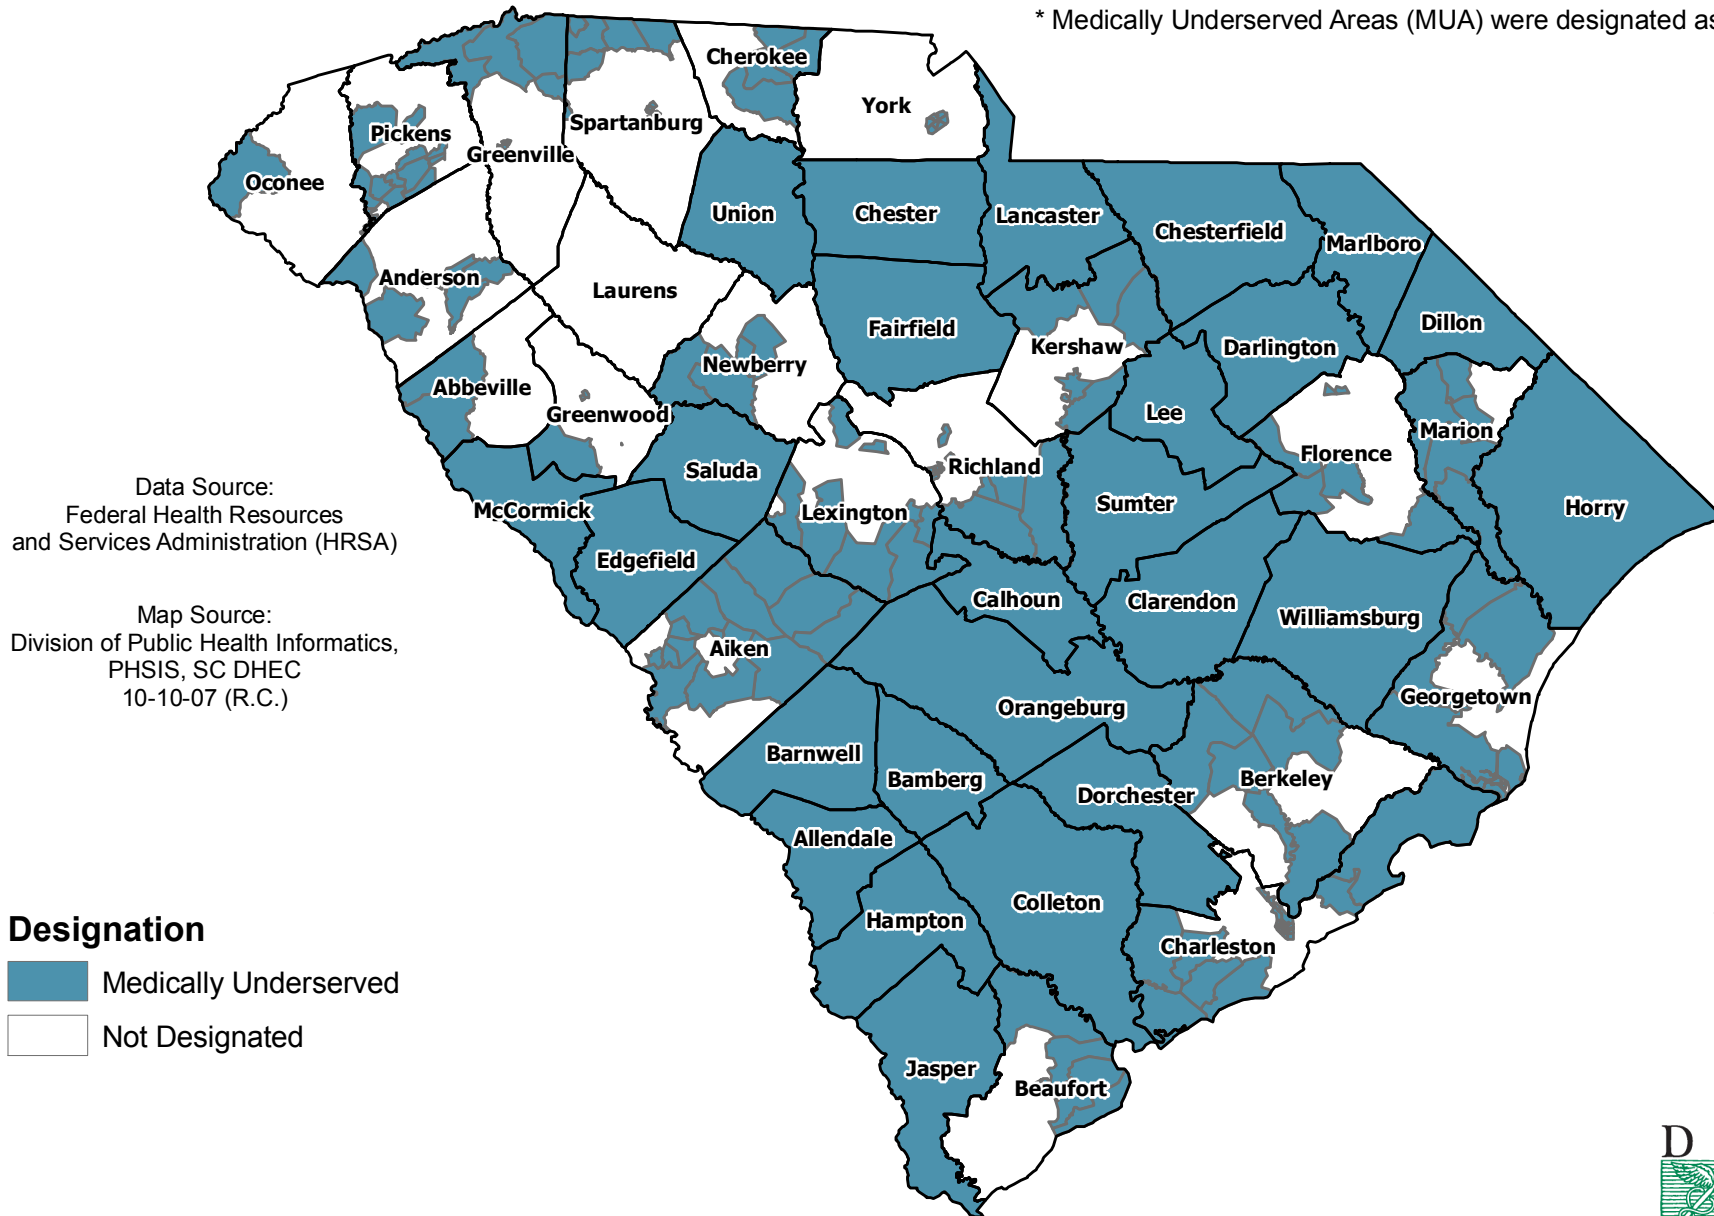 * Medically Underserved Areas (MUA) were designated as
Cherokee
York
Pickens
Spartanburg
Greenville
Oconee
Union
Chester
Lancaster
Chesterfield
Marlboro
Anderson
Laurens
Fairfield
Dillon
Kershaw
Darlington
Newberry
Abbeville
Greenwood
Lee
Marion
Florence
Saluda
Richland
Sumter
Horry
McCormick
Lexington
Edgefield
Calhoun
Clarendon
Williamsburg
Aiken
Georgetown
Orangeburg
Barnwell
Bamberg
Berkeley
Dorchester
Allendale
Colleton
Hampton
Charleston
Jasper
Beaufort
Data Source:
Federal Health Resources
and Services Administration (HRSA)
Map Source:
Division of Public Health Informatics,
PHSIS, SC DHEC
10-10-07 (R.C.)
Designation
Medically Underserved
Not Designated
D